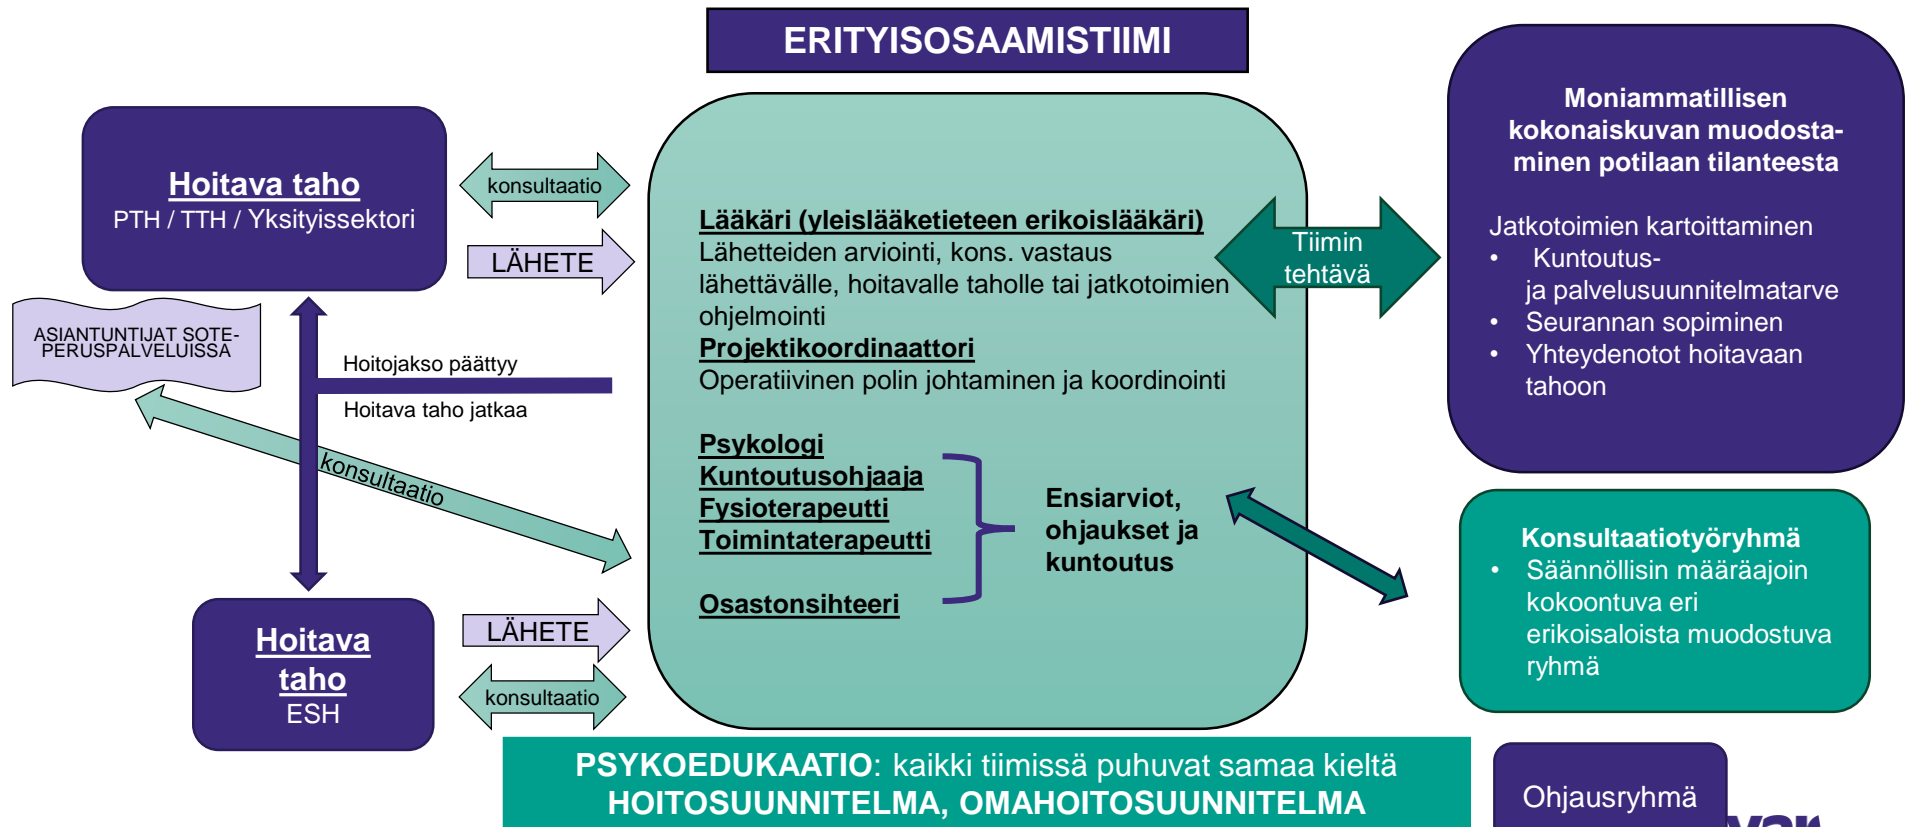 ERITYISOSAAMISTIIMI
Hoitava taho
PTH / TTH / Yksityissektori
konsultaatio
LÄHETE
ASIANTUNTIJAT SOTE-
PERUSPALVELUISSA
Hoitojakso päättyy
Hoitava taho jatkaa
konsultaatio
Hoitava
taho
ESH
LÄHETE
konsultaatio
Lääkäri (yleislääketieteen erikoislääkäri)
Lähetteiden arviointi, kons. vastaus
lähettävälle, hoitavalle taholle tai jatkotoimien
ohjelmointi
Projektikoordinaattori
Operatiivinen polin johtaminen ja koordinointi
Psykologi
Kuntoutusohjaaja
Fysioterapeutti
Toimintaterapeutti
Osastonsihteeri
Ensiarviot,
ohjaukset ja
kuntoutus
Tiimin
tehtävä
Moniammatillisen
kokonaiskuvan muodosta-
minen potilaan tilanteesta
Jatkotoimien kartoittaminen
• Kuntoutus-
ja palvelusuunnitelmatarve
• Seurannan sopiminen
• Yhteydenotot hoitavaan
tahoon
Konsultaatiotyöryhmä
• Säännöllisin määräajoin
kokoontuva eri
erikoisaloista muodostuva
ryhmä
PSYKOEDUKAATIO: kaikki tiimissä puhuvat samaa kieltä
HOITOSUUNNITELMA, OMAHOITOSUUNNITELMA
Ohjausryhmä